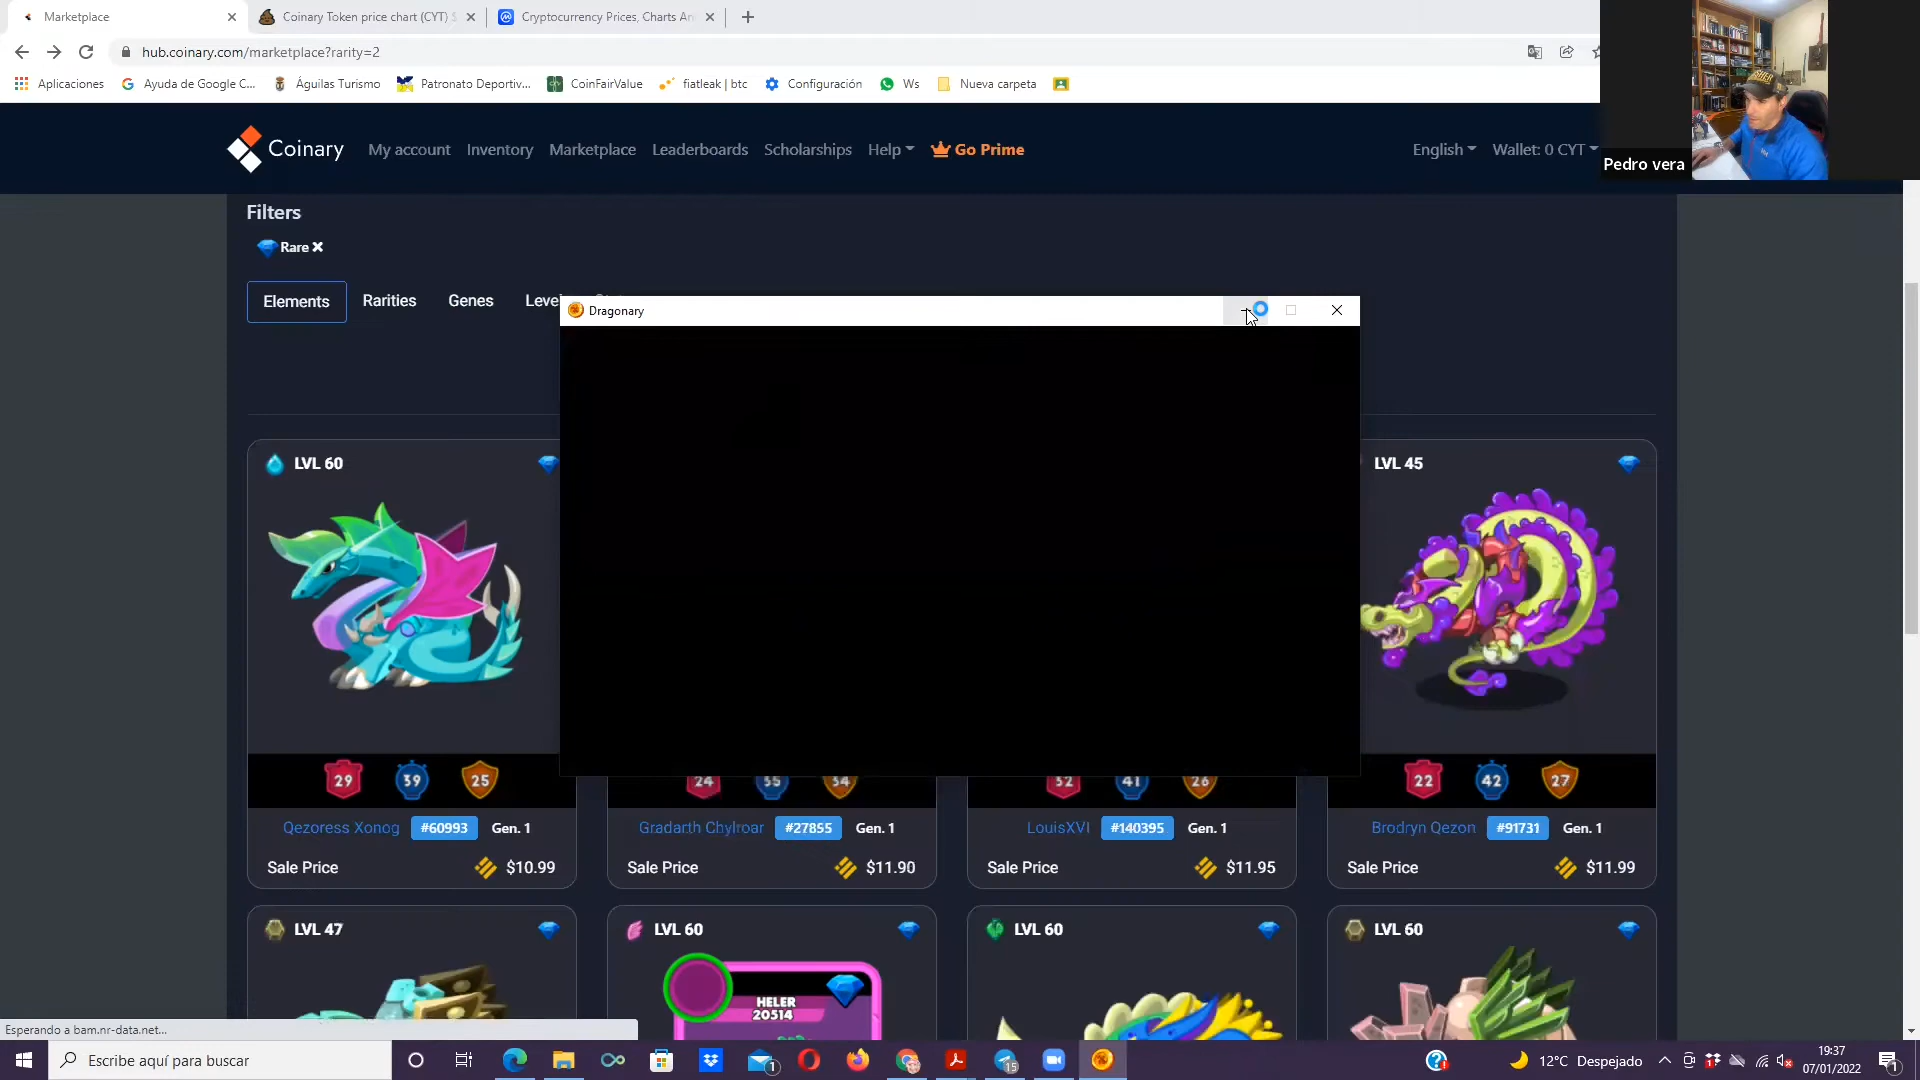 Marketplace
Coinary Token price chart (CYT) $
Cryptocurrency Prices, Charts An
hub.coinary.com/marketplace?rarity=2
Aplicaciones
Ayuda de Google C...
Águilas Turismo
Patronato Deportiv...
CoinFairValue
fiatleak | btc
Configuración
Ws
Nueva carpeta
Coinary
My account
Inventory
Marketplace
Leaderboards
Scholarships
Help
Go Prime
English
Wallet: 0 CYT
Pedro vera
Filters
Rare
Elements
Rarities
Genes
Level
Dragonary
LVL 60
LVL 45
29 39 25
24 35 34
32 41 26
22 42 27
Qezoress Xonog #60993 Gen. 1
Gradarth Chylroar #27855 Gen. 1
LouisXVI #140395 Gen. 1
Brodryn Qezon #91731 Gen. 1
Sale Price $10.99
Sale Price $11.90
Sale Price $11.95
Sale Price $11.99
LVL 47
LVL 60
LVL 60
LVL 60
HELER
20514
Esperando a bam.nr-data.net...
Escribe aquí para buscar
1
15
12°C Despejado
19:37
07/01/2022
1